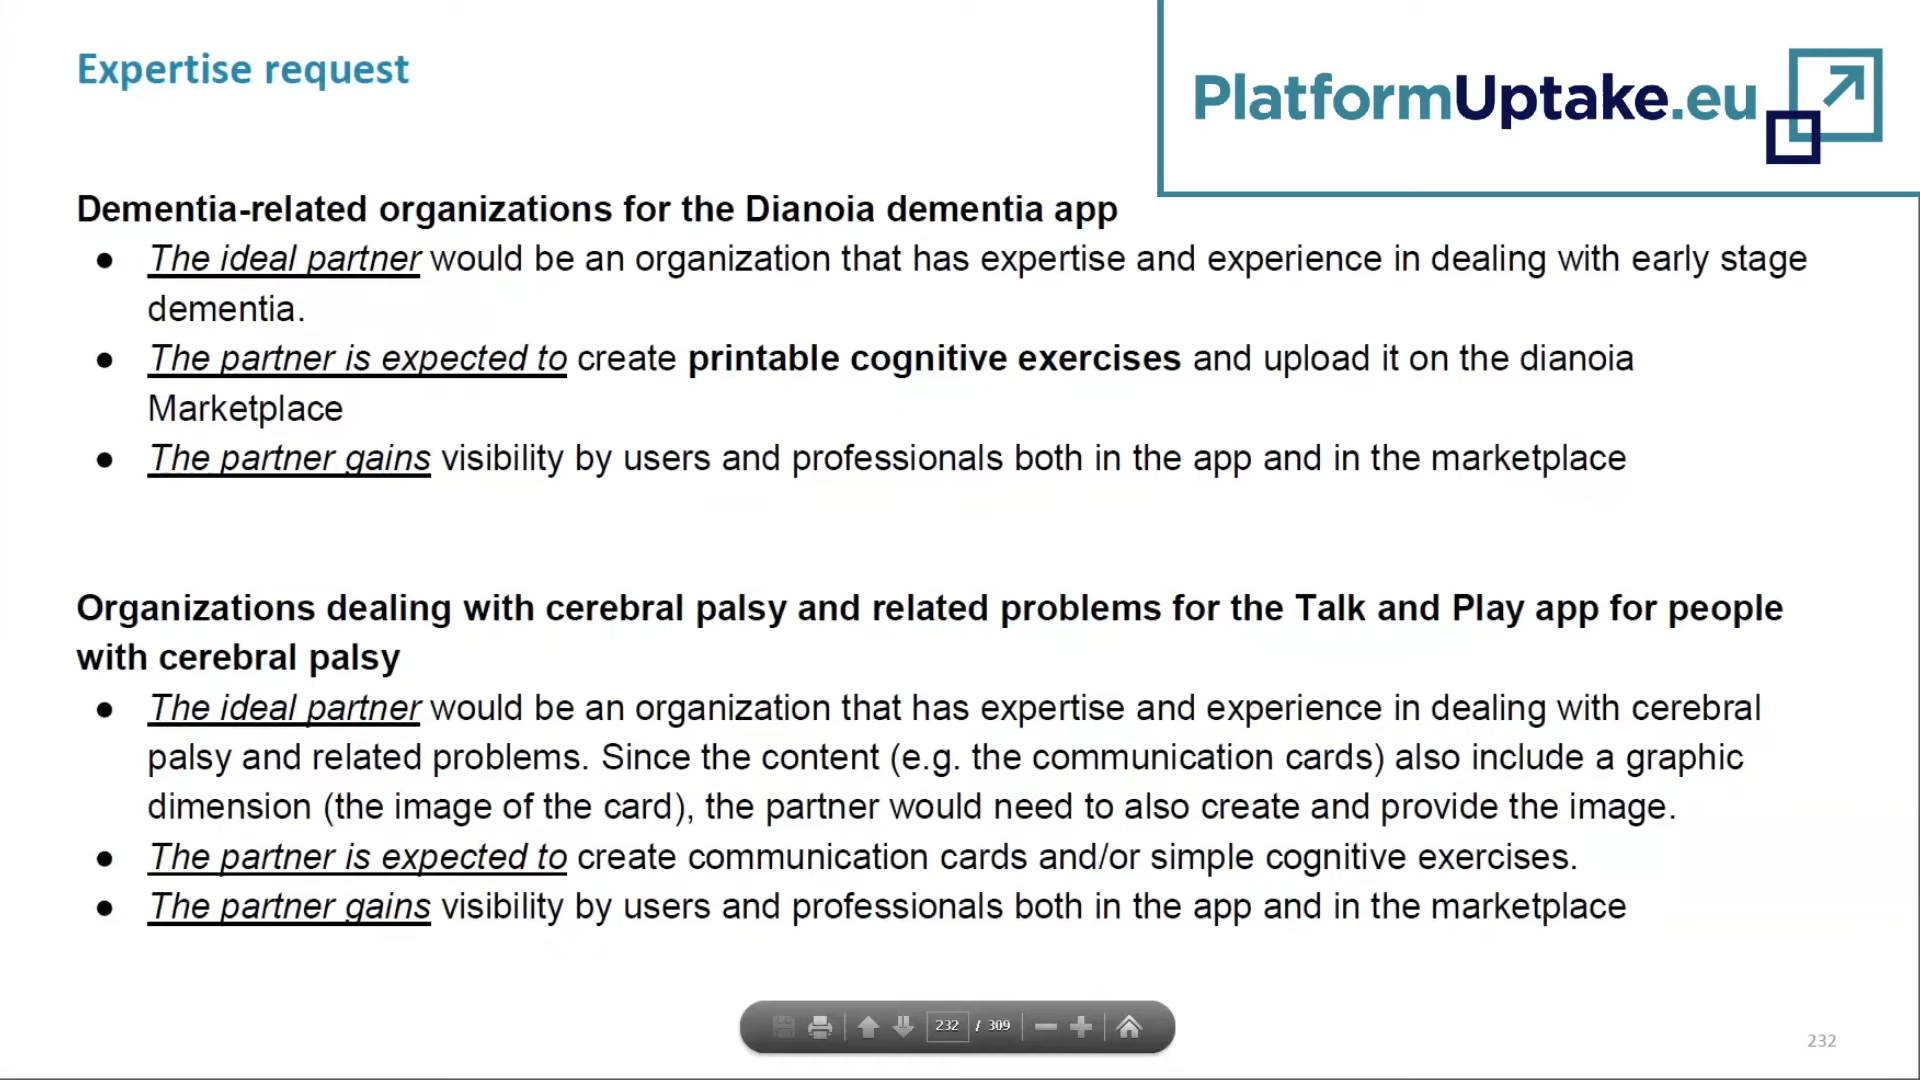 Expertise request
PlatformUptake.eu
Dementia-related organizations for the Dianoia dementia app
● The ideal partner would be an organization that has expertise and experience in dealing with early stage
dementia.
● The partner is expected to create printable cognitive exercises and upload it on the dianoia
Marketplace
● The partner gains visibility by users and professionals both in the app and in the marketplace
Organizations dealing with cerebral palsy and related problems for the Talk and Play app for people
with cerebral palsy
● The ideal partner would be an organization that has expertise and experience in dealing with cerebral
palsy and related problems. Since the content (e.g. the communication cards) also include a graphic
dimension (the image of the card), the partner would need to also create and provide the image.
● The partner is expected to create communication cards and/or simple cognitive exercises.
● The partner gains visibility by users and professionals both in the app and in the marketplace
232 / 309
232